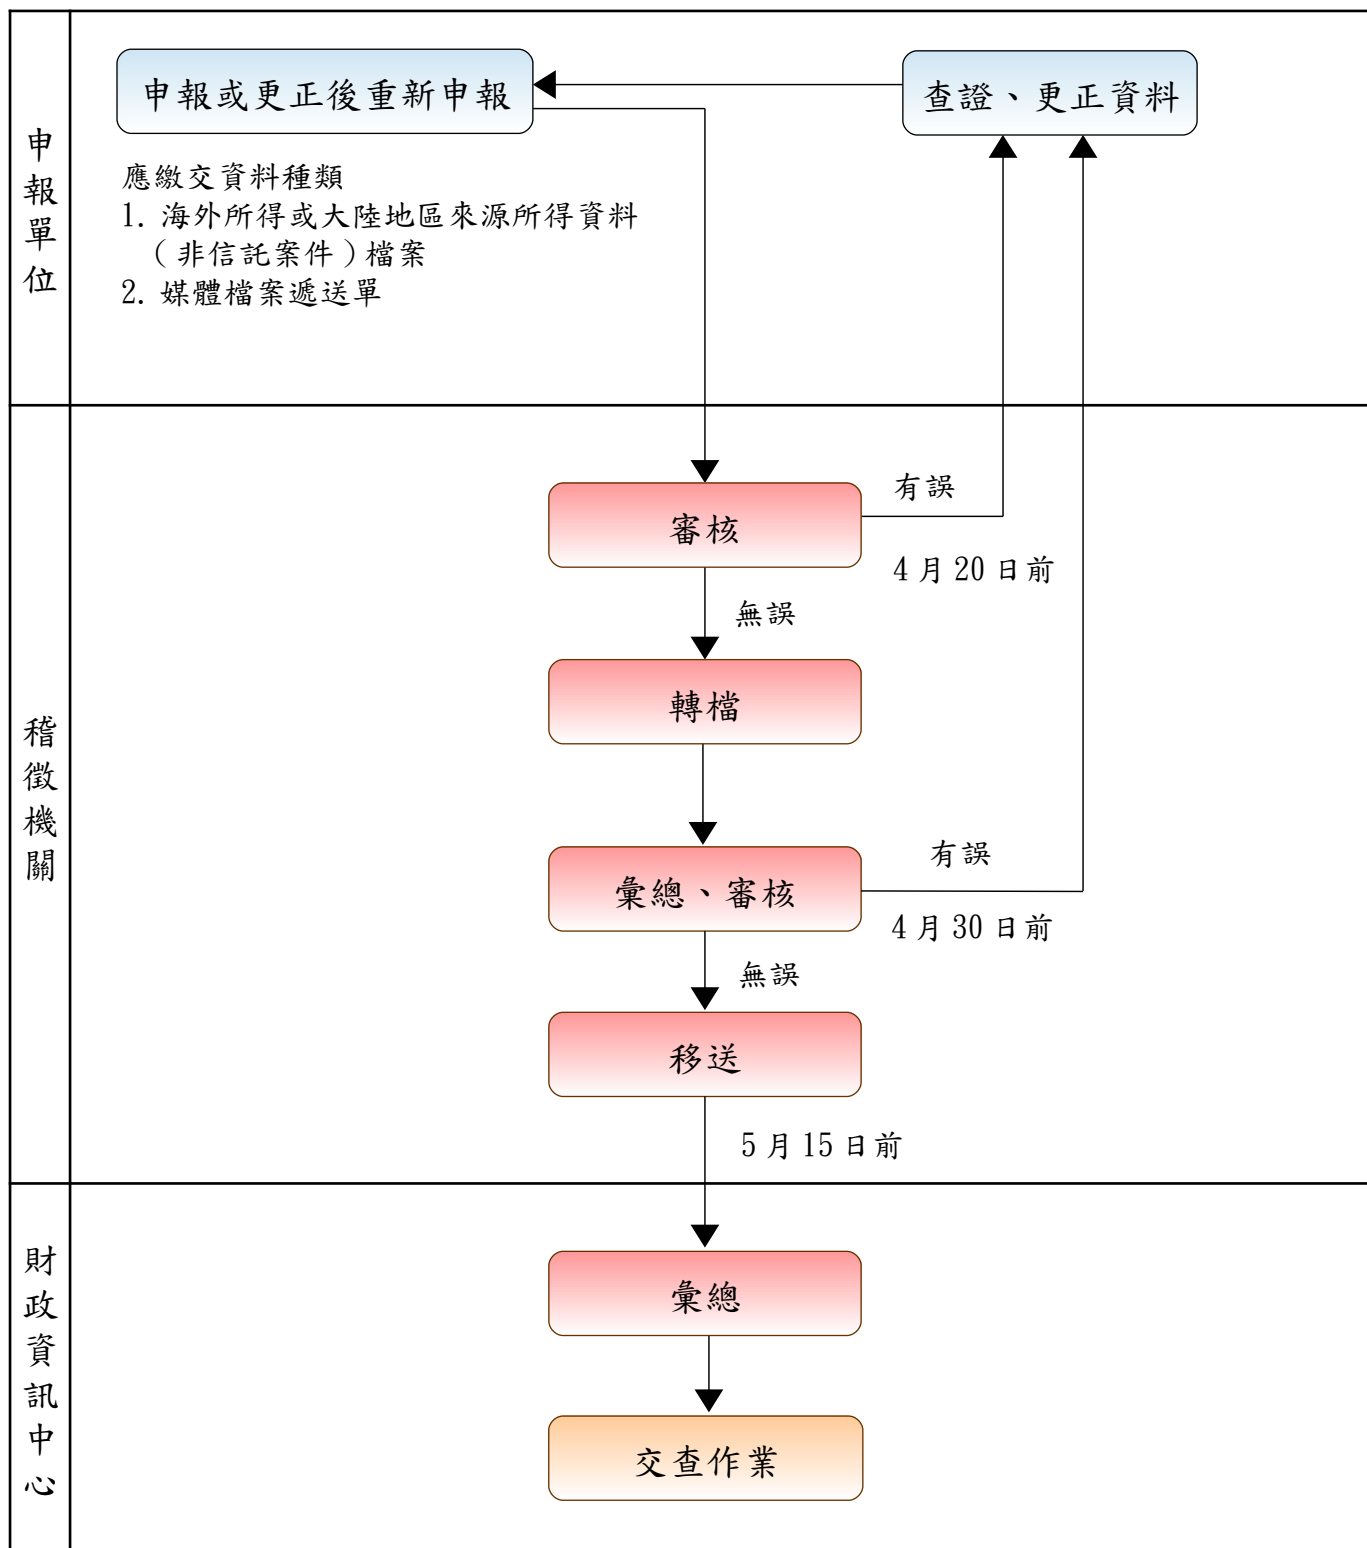 申報單位
申報或更正後重新申報
查證、更正資料
應繳交資料種類
1. 海外所得或大陸地區來源所得資料
（非信託案件）檔案
2. 媒體檔案遞送單
稽徵機關
審核
有誤
4月20日前
無誤
轉檔
彙總、審核
有誤
4月30日前
無誤
移送
5月15日前
財政資訊中心
彙總
交查作業